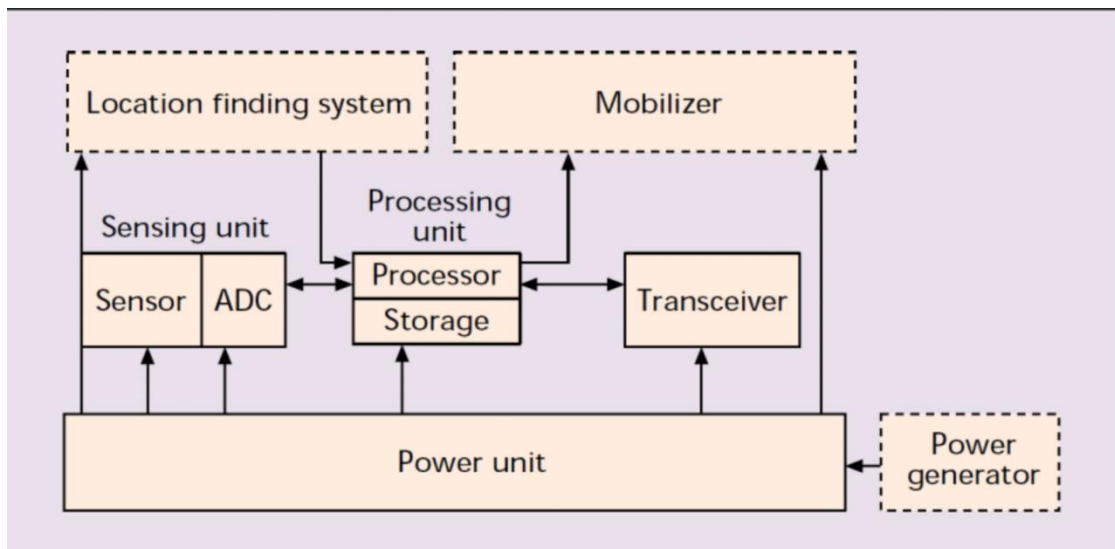 Location finding system
Mobilizer
Sensing unit
Processing
unit
Sensor
ADC
Processor
Storage
Transceiver
Power unit
Power
generator